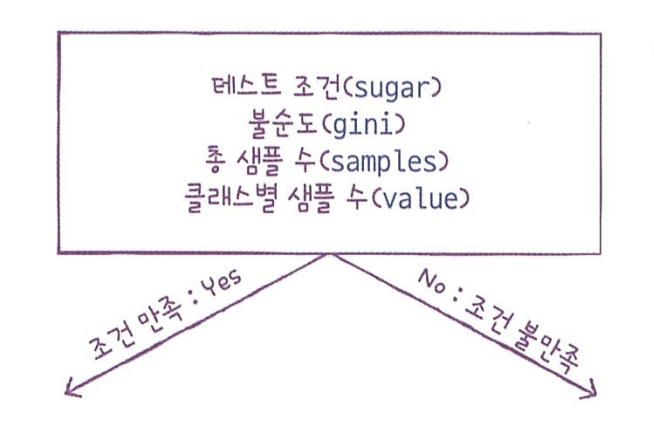 테스트 조건(sugar)
불순도(gini)
총 샘플 수(samples)
클래스별 샘플 수(value)
조건 만족 : Yes
No : 조건 불만족